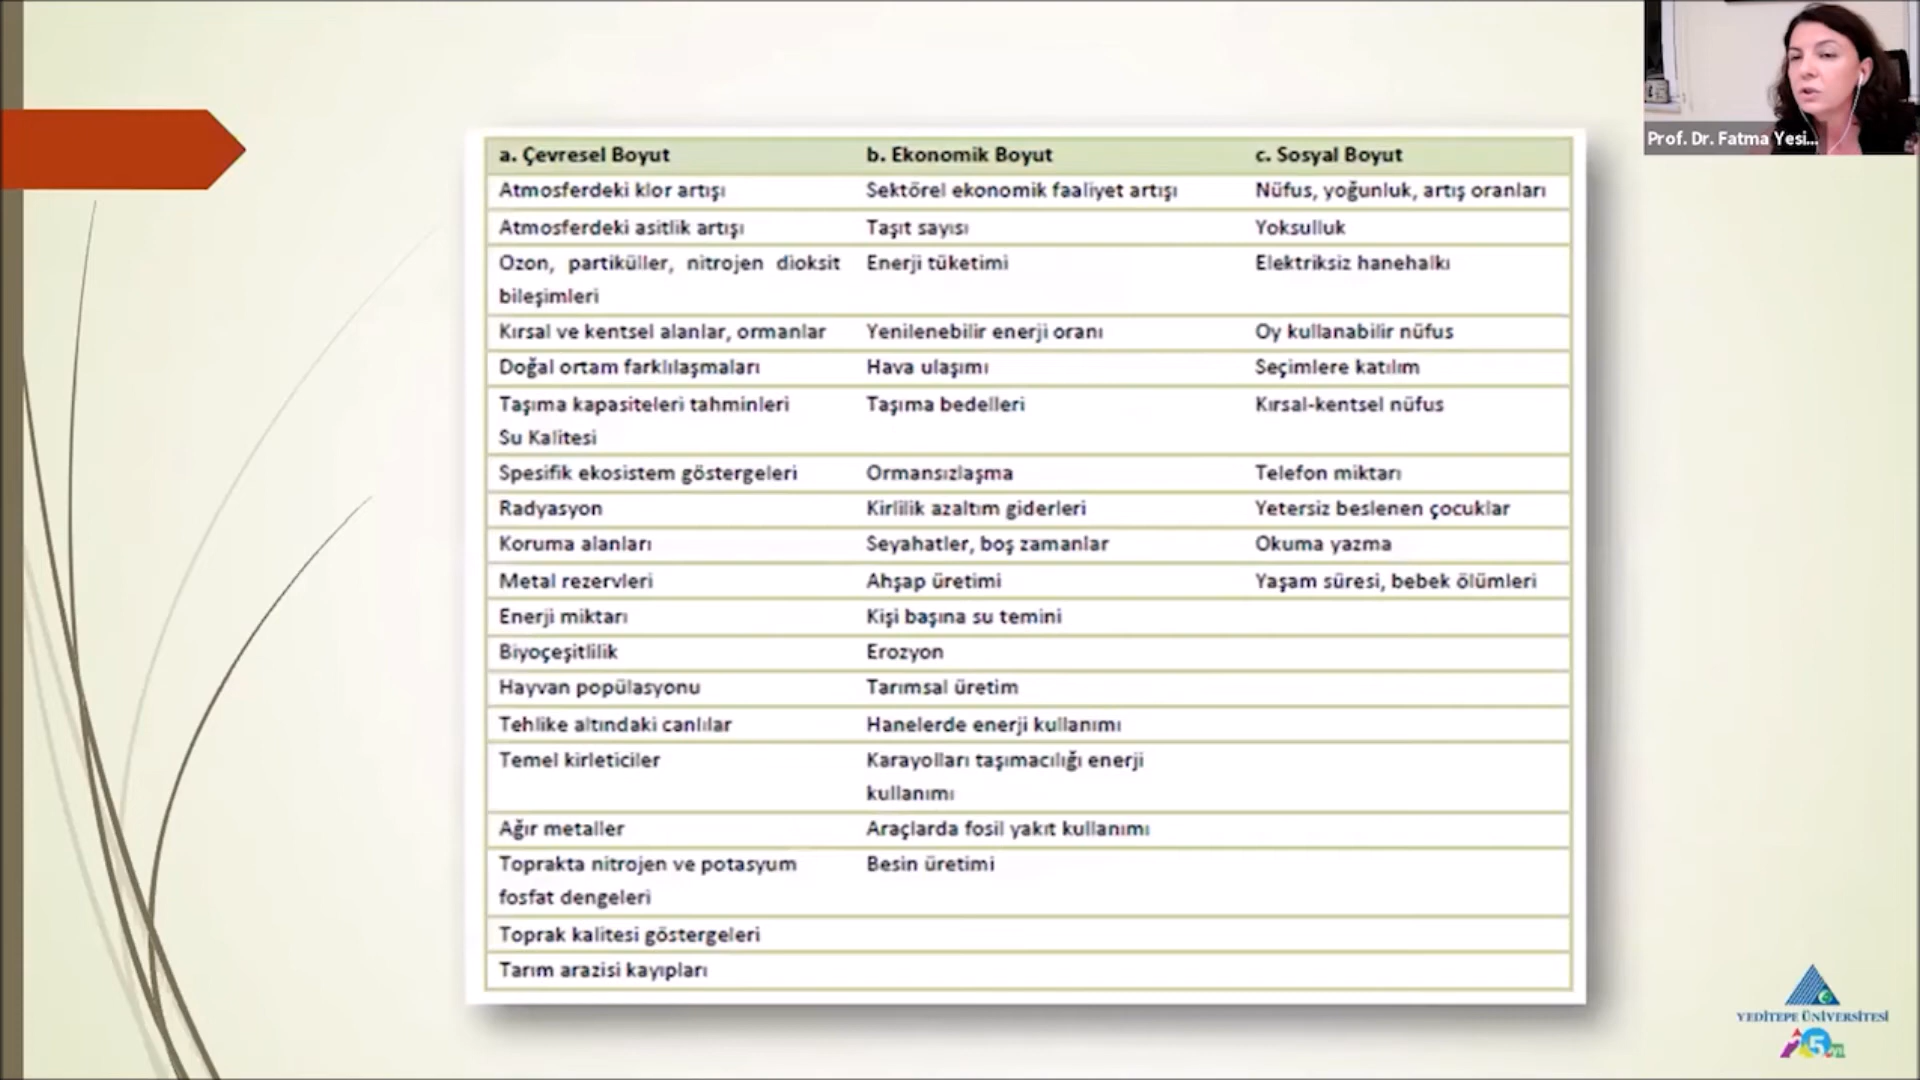 Prof. Dr. Fatma Yesi...
a. Çevresel Boyut b. Ekonomik Boyut c. Sosyal Boyut
Atmosferdeki klor artışı Sektörel ekonomik faaliyet artışı Nüfus, yoğunluk, artış oranları
Atmosferdeki asitlik artışı Taşıt sayısı Yoksulluk
Ozon, partiküller, nitrojen dioksit Enerji tüketimi Elektriksiz hanehalkı
bileşimleri
Kırsal ve kentsel alanlar, ormanlar Yenilenebilir enerji oranı Oy kullanabilir nüfus
Doğal ortam farklılaşmaları Hava ulaşımı Seçimlere katılım
Taşıma kapasiteleri tahminleri Taşıma bedelleri Kırsal-kentsel nüfus
Su Kalitesi
Spesifik ekosistem göstergeleri Ormansızlaşma Telefon miktarı
Radyasyon Kirlilik azaltım giderleri Yetersiz beslenen çocuklar
Koruma alanları Seyahatler, boş zamanlar Okuma yazma
Metal rezervleri Ahşap üretimi Yaşam süresi, bebek ölümleri
Enerji miktarı Kişi başına su temini
Biyoçeşitlilik Erozyon
Hayvan popülasyonu Tarımsal üretim
Tehlike altındaki canlılar Hanelerde enerji kullanımı
Temel kirleticiler Karayolları taşımacılığı enerji
kullanımı
Ağır metaller Araçlarda fosil yakıt kullanımı
Toprakta nitrojen ve potasyum Besin üretimi
fosfat dengeleri
Toprak kalitesi göstergeleri
Tarım arazisi kayıpları
YEDİTEPE ÜNİVERSİTESİ